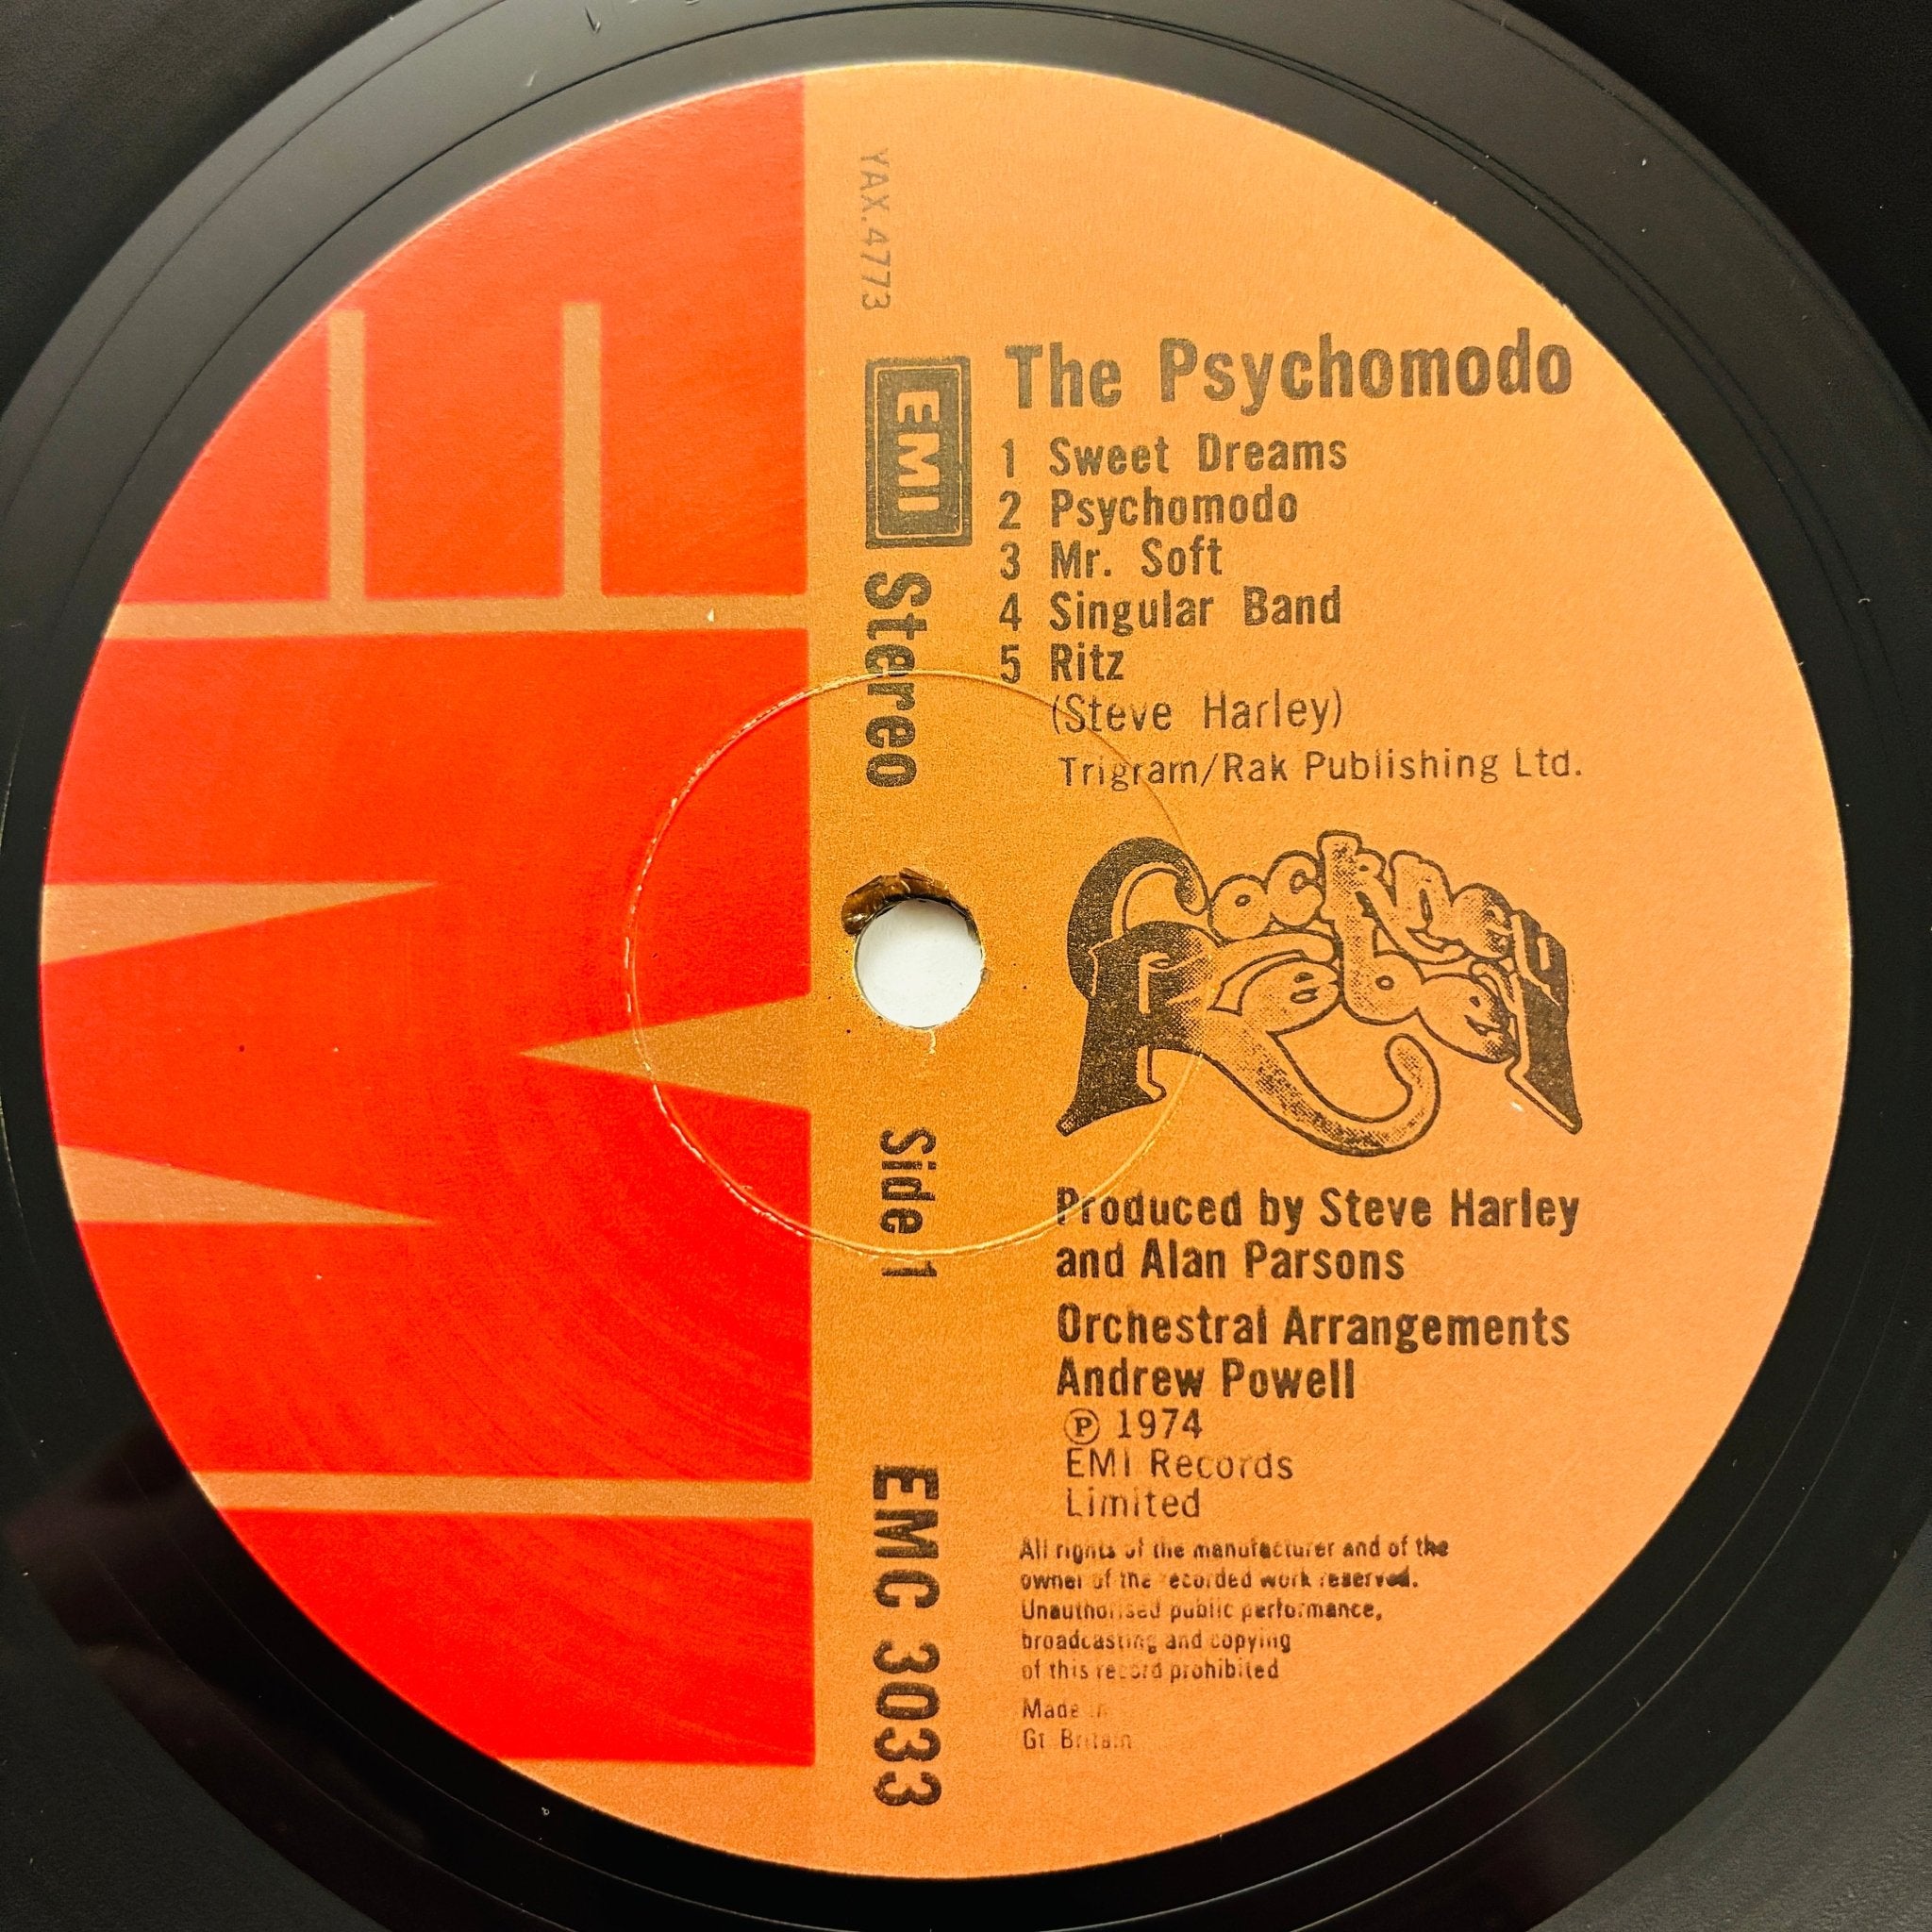 YAX.4773
EMI
Stereo
The Psychomodo
1 Sweet Dreams
2 Psychomodo
3 Mr. Soft
4 Singular Band
5 Ritz
(Steve Harley)
Trigram/Rak Publishing Ltd.
Cockney
Rebel
Side 1
Produced by Steve Harley
and Alan Parsons
Orchestral Arrangements
Andrew Powell
Ⓟ 1974
EMI Records
Limited
EMC 3033
All rights of the manufacturer and of the
owner of the recorded work reserved.
Unauthorised public performance,
broadcasting and copying
of this record prohibited
Made in
Gt Britain